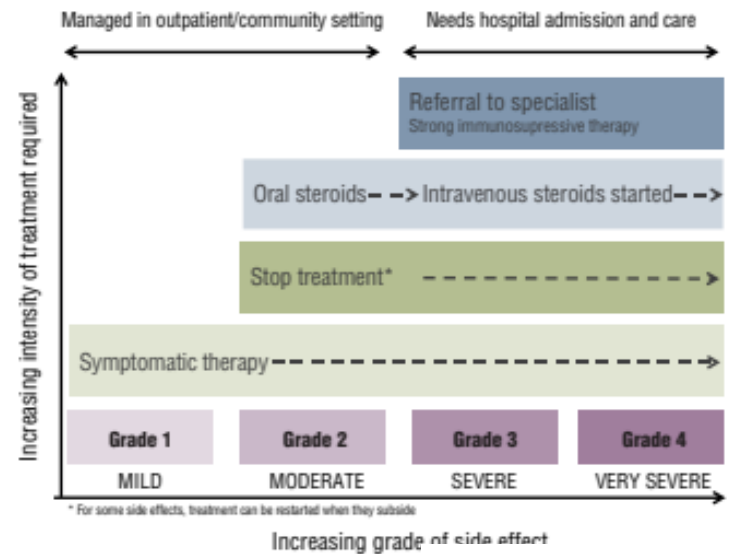 Managed in outpatient/community setting
Needs hospital admission and care
Increasing intensity of treatment required
Referral to specialist
Strong immunosupressive therapy
Oral steroids
Intravenous steroids started
Stop treatment*
Symptomatic therapy
Grade 1
Grade 2
Grade 3
Grade 4
MILD
MODERATE
SEVERE
VERY SEVERE
* For some side effects, treatment can be restarted when they subside
Increasing grade of side effect